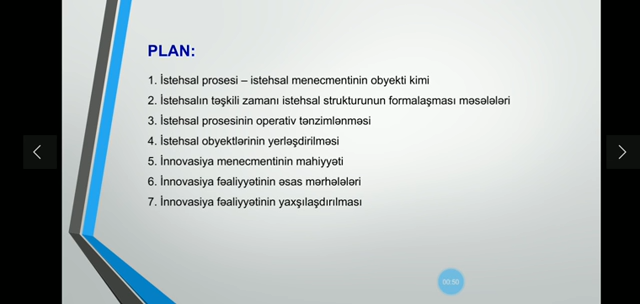 PLAN:
1. İstehsal prosesi – istehsal menecmentinin obyekti kimi
2. İstehsalın təşkili zamanı istehsal strukturunun formalaşması məsələləri
3. İstehsal prosesinin operativ tənzimlənməsi
4. İstehsal obyektlərinin yerləşdirilməsi
5. İnnovasiya menecmentinin mahiyyəti
6. İnnovasiya fəaliyyətinin əsas mərhələləri
7. İnnovasiya fəaliyyətinin yaxşılaşdırılması
00:50